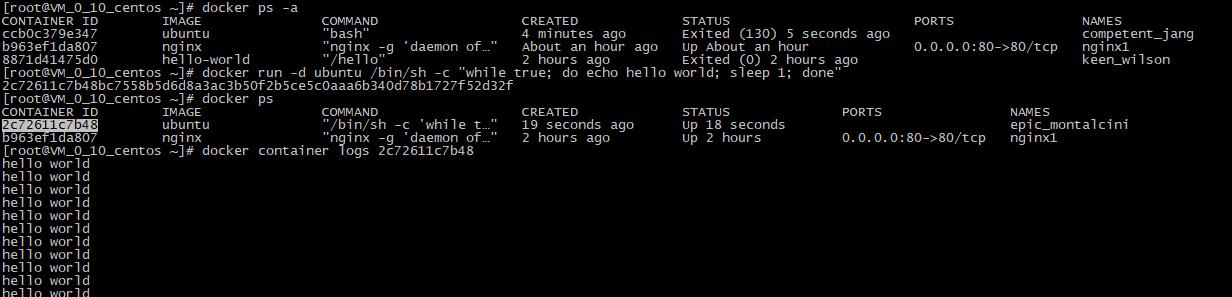 [root@VM_0_10_centos ~]# docker ps -a
CONTAINER ID        IMAGE               COMMAND                  CREATED             STATUS                       PORTS                NAMES
ccb0c379e347        ubuntu              "bash"                   4 minutes ago       Exited (130) 5 seconds ago                        competent_jang
b963ef1da807        nginx               "nginx -g 'daemon of…"   About an hour ago   Up About an hour             0.0.0.0:80->80/tcp   nginx1
8871d41475d0        hello-world         "/hello"                 2 hours ago         Exited (0) 2 hours ago                            keen_wilson
[root@VM_0_10_centos ~]# docker run -d ubuntu /bin/sh -c "while true; do echo hello world; sleep 1; done"
2c72611c7b48bc7558b5d6d8a3ac3b50f2b5ce5c0aaa6b340d78b1727f52d32f
[root@VM_0_10_centos ~]# docker ps
CONTAINER ID        IMAGE               COMMAND                  CREATED             STATUS              PORTS                NAMES
2c72611c7b48        ubuntu              "/bin/sh -c 'while t…"   19 seconds ago      Up 18 seconds                            epic_montalcini
b963ef1da807        nginx               "nginx -g 'daemon of…"   2 hours ago         Up 2 hours          0.0.0.0:80->80/tcp   nginx1
[root@VM_0_10_centos ~]# docker container logs 2c72611c7b48
hello world
hello world
hello world
hello world
hello world
hello world
hello world
hello world
hello world
hello world
hello world